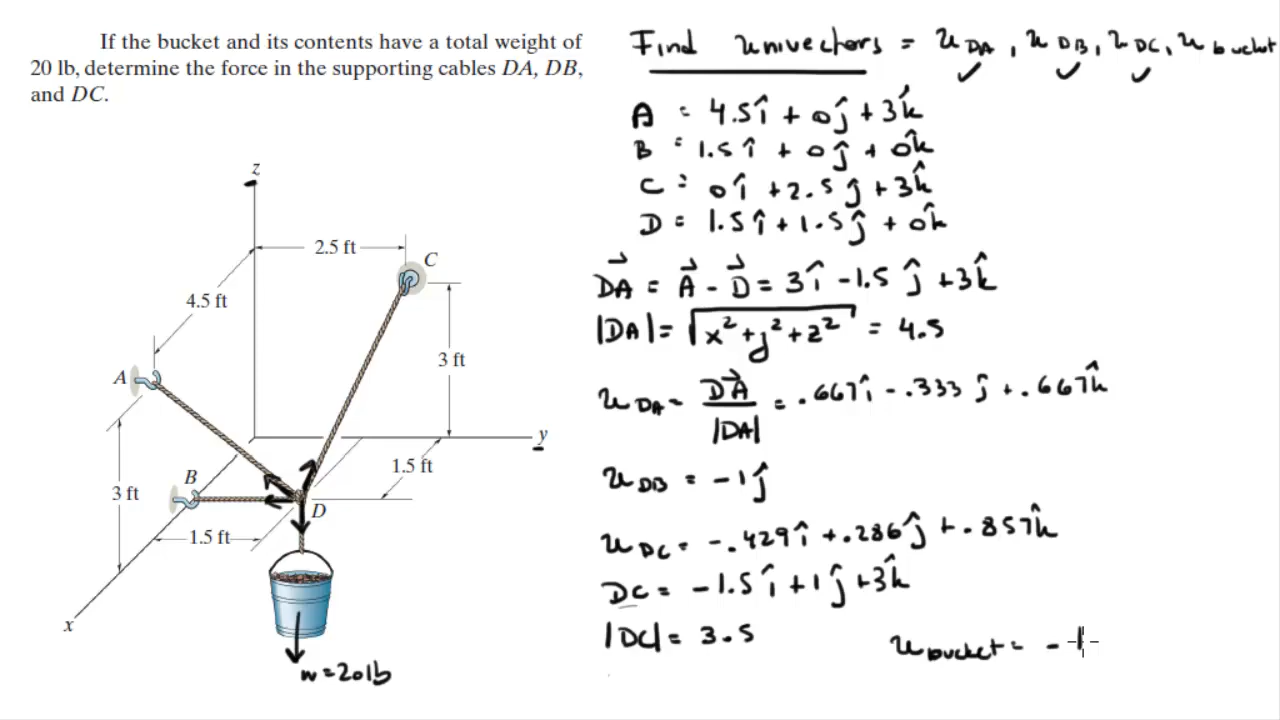 If the bucket and its contents have a total weight of
20 lb, determine the force in the supporting cables DA, DB,
and DC.
z
2.5 ft
C
4.5 ft
A
3 ft
y
B
1.5 ft
3 ft
D
1.5 ft
x
w = 20 lb
Find univectors = u DA, u DB, u DC, u bucket
A = 4.5î + 0ĵ + 3k̂
B = 1.5î + 0ĵ + 0k̂
C = 0î + 2.5ĵ + 3k̂
D = 1.5î + 1.5ĵ + 0k̂
DA = A - D = 3î - 1.5ĵ + 3k̂
|DA| = √x² + y² + z² = 4.5
u DA = DA / |DA| = .667î - .333ĵ + .667k̂
u DB = -1ĵ
u DC = -.429î + .286ĵ + .857k̂
DC = -1.5î + 1ĵ + 3k̂
|DC| = 3.5
u bucket = -